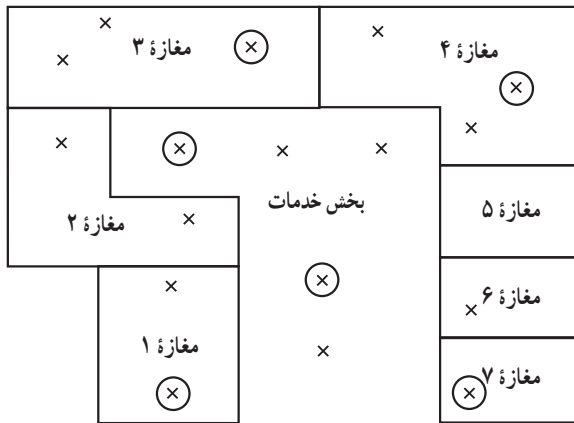 مغازهٔ ۳
مغازهٔ ۴
بخش خدمات
مغازهٔ ۵
مغازهٔ ۲
مغازهٔ ۶
مغازهٔ ۱
مغازهٔ ۷